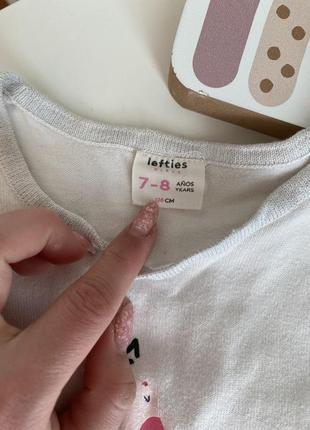 lefties
7-8 AÑOS
YEARS
CM